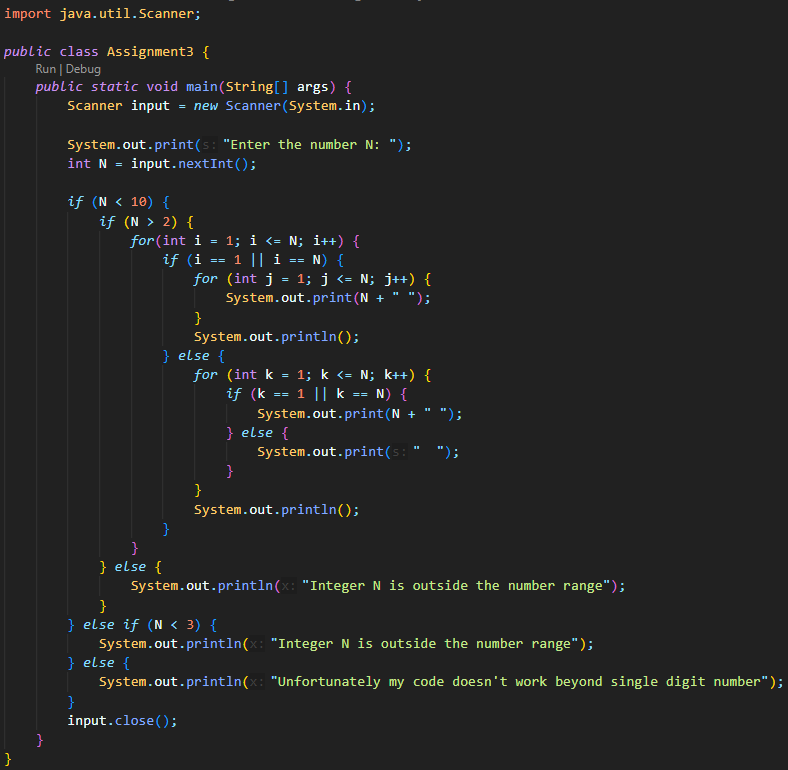 import java.util.Scanner;
public class Assignment3 {
Run | Debug
public static void main(String[] args) {
Scanner input = new Scanner(System.in);
System.out.print(s: "Enter the number N: ");
int N = input.nextInt();
if (N < 10) {
if (N > 2) {
for(int i = 1; i <= N; i++) {
if (i == 1 || i == N) {
for (int j = 1; j <= N; j++) {
System.out.print(N + " ");
}
System.out.println();
} else {
for (int k = 1; k <= N; k++) {
if (k == 1 || k == N) {
System.out.print(N + " ");
} else {
System.out.print(s: "  ");
}
}
System.out.println();
}
}
} else {
System.out.println(x: "Integer N is outside the number range");
}
} else if (N < 3) {
System.out.println(x: "Integer N is outside the number range");
} else {
System.out.println(x: "Unfortunately my code doesn't work beyond single digit number");
}
input.close();
}
}